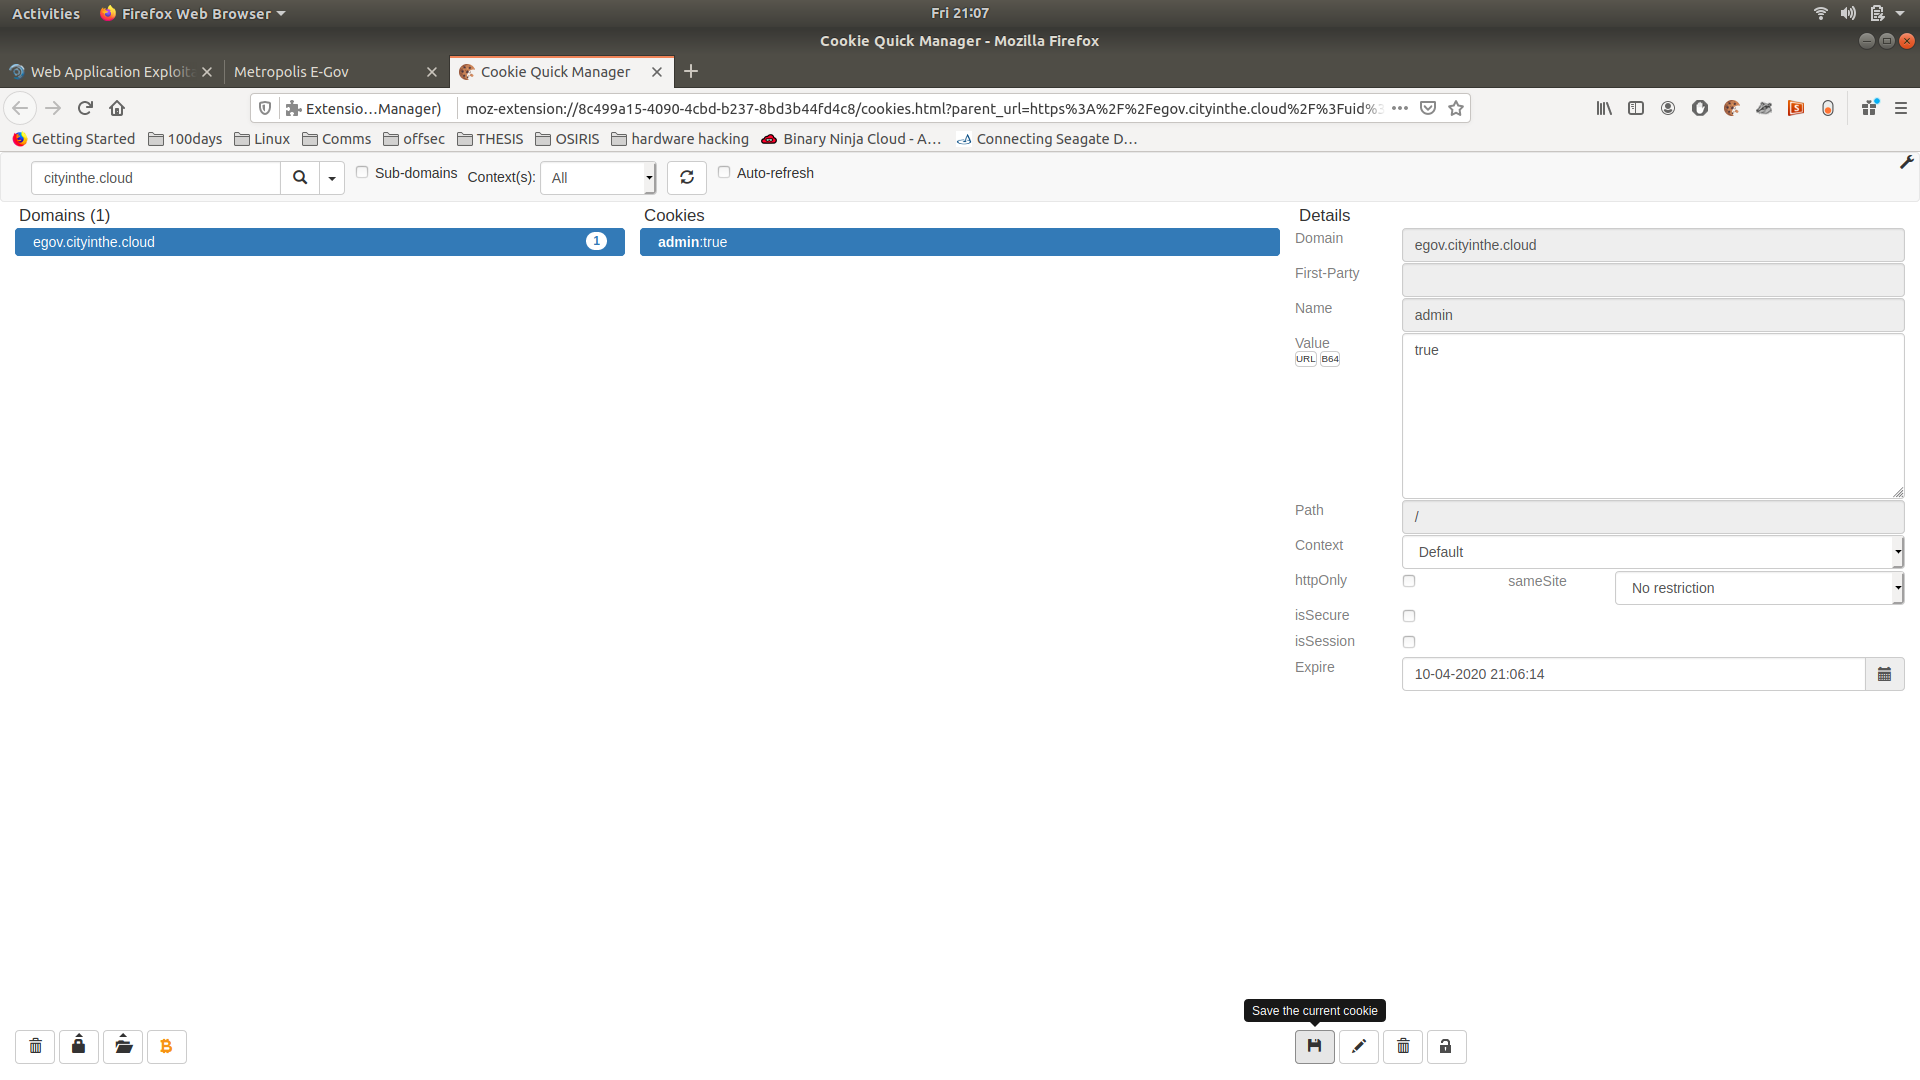 Activities Firefox Web Browser Fri 21:07
Cookie Quick Manager - Mozilla Firefox
Web Application Exploit Metropolis E-Gov Cookie Quick Manager
Extensio…Manager) moz-extension://8c499a15-4090-4cbd-b237-8bd3b44fd4c8/cookies.html?parent_url=https%3A%2F%2Fegov.cityinthe.cloud%2F%3Fuid%3
Getting Started 100days Linux Comms offsec THESIS OSIRIS hardware hacking Binary Ninja Cloud - A… Connecting Seagate D…
cityinthe.cloud Sub-domains Context(s): All Auto-refresh
Domains (1) Cookies Details
egov.cityinthe.cloud 1 admin:true
Domain egov.cityinthe.cloud
First-Party
Name admin
Value true
URL B64
Path /
Context Default
httpOnly sameSite No restriction
isSecure
isSession
Expire 10-04-2020 21:06:14
Save the current cookie